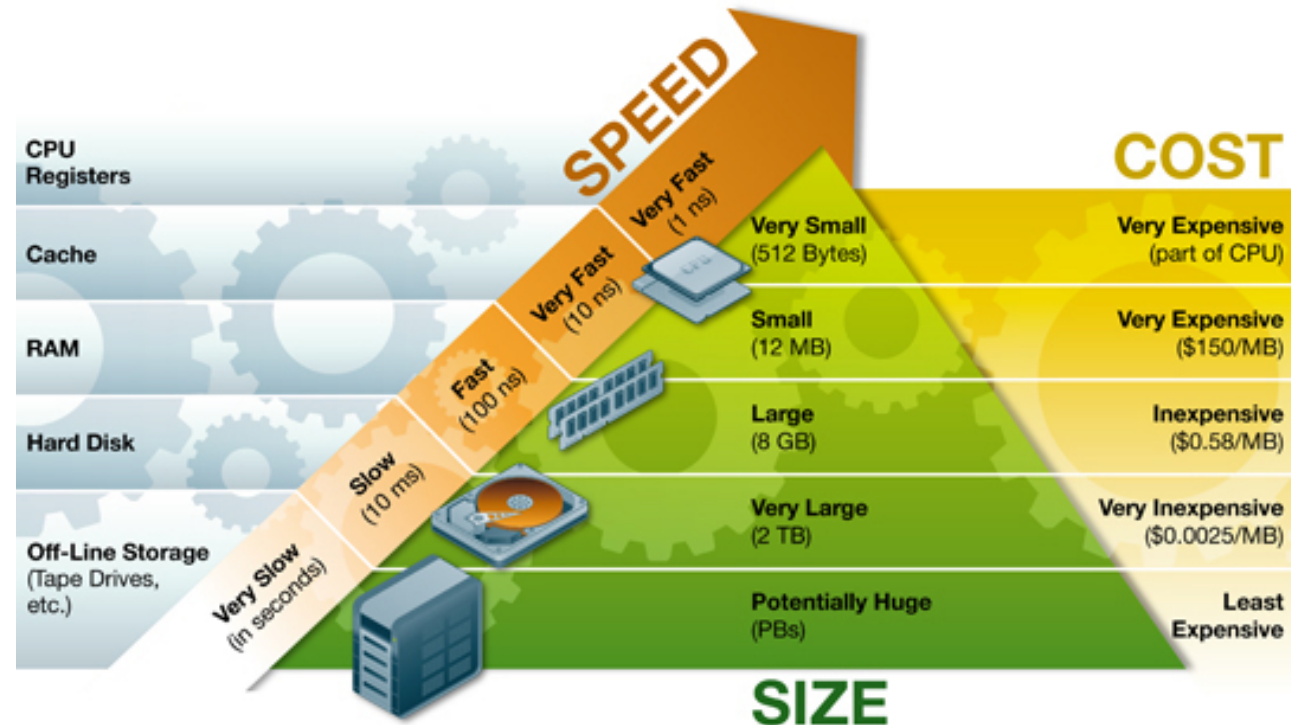 SPEED
COST
CPU
Registers
Cache
RAM
Hard Disk
Off-Line Storage
(Tape Drives,
etc.)
Very Fast
(1 ns)
Very Fast
(10 ns)
Fast
(100 ns)
Slow
(10 ms)
Very Slow
(in seconds)
CPU
Very Small
(512 Bytes)
Small
(12 MB)
Large
(8 GB)
Very Large
(2 TB)
Potentially Huge
(PBs)
Very Expensive
(part of CPU)
Very Expensive
($150/MB)
Inexpensive
($0.58/MB)
Very Inexpensive
($0.0025/MB)
Least
Expensive
SIZE